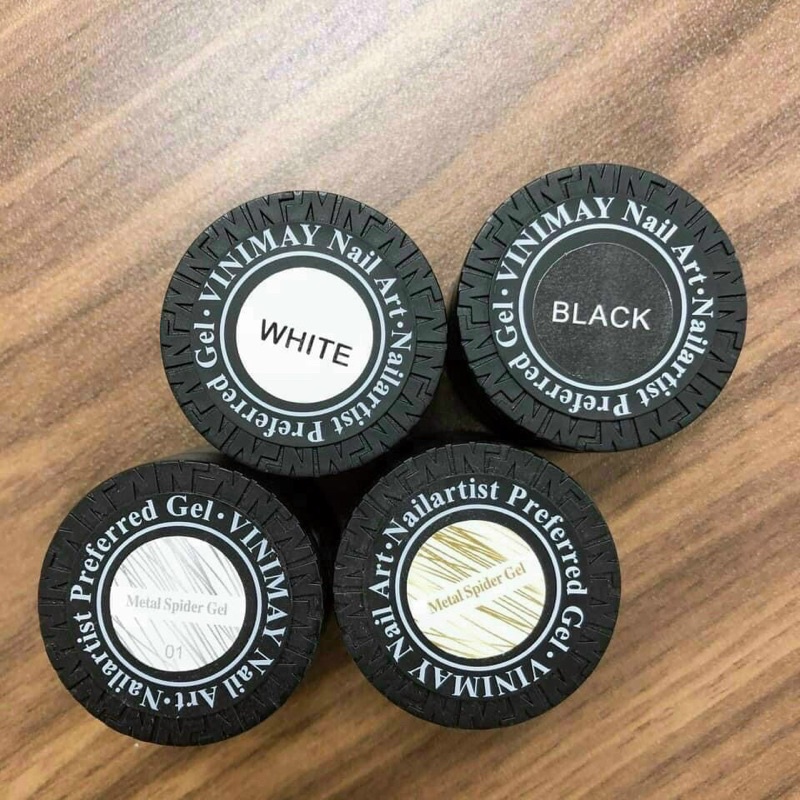 VINIMAY Nail Art·Nailartist Preferred Gel·
WHITE
VINIMAY Nail Art·Nailartist Preferred Gel·
BLACK
VINIMAY Nail Art·Nailartist Preferred Gel·
Metal Spider Gel
01
VINIMAY Nail Art·Nailartist Preferred Gel·
Metal Spider Gel